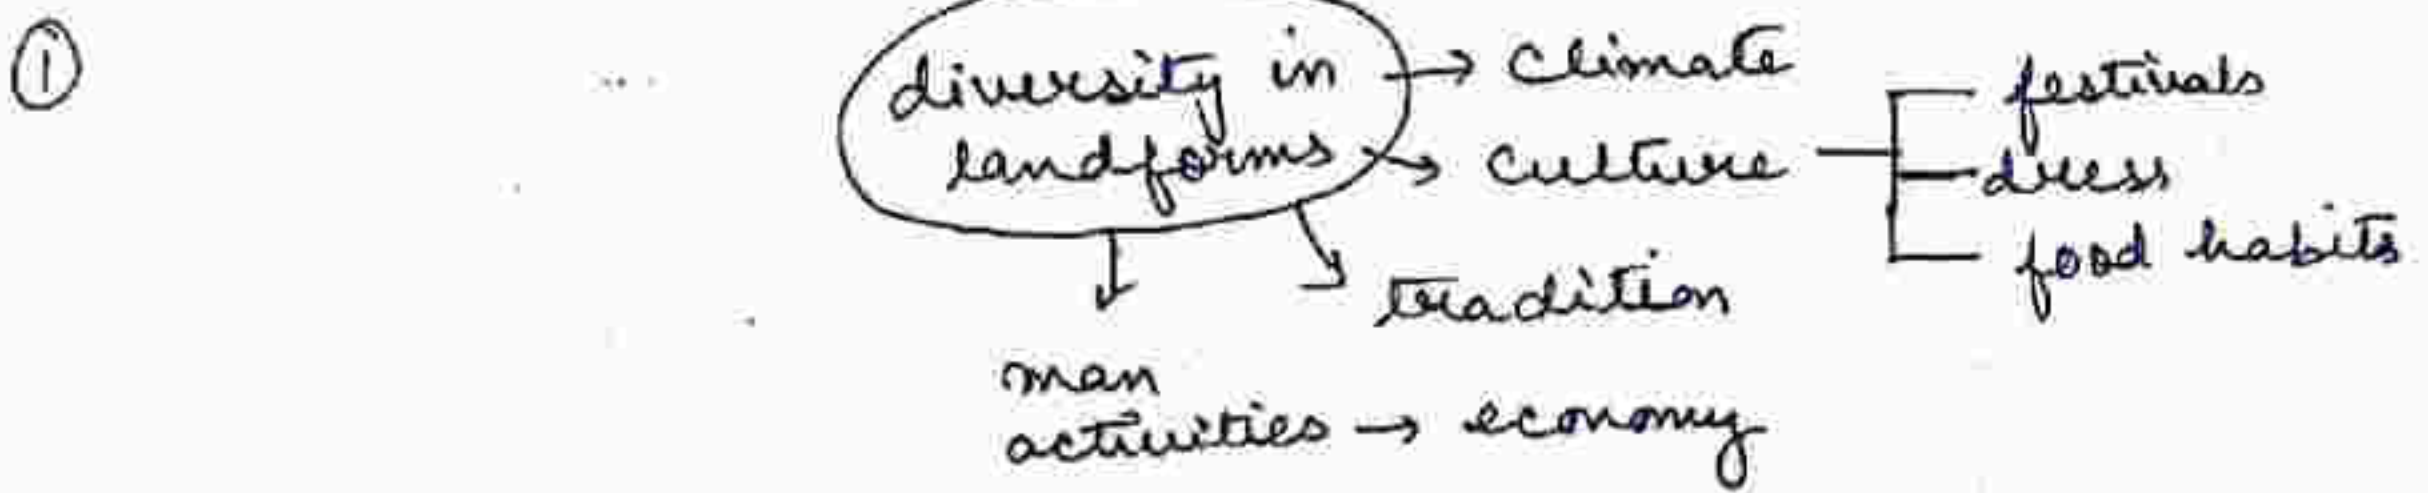 ①
diversity in → climate
landforms → culture
festivals
dress
food habits
tradition
man
activities → economy